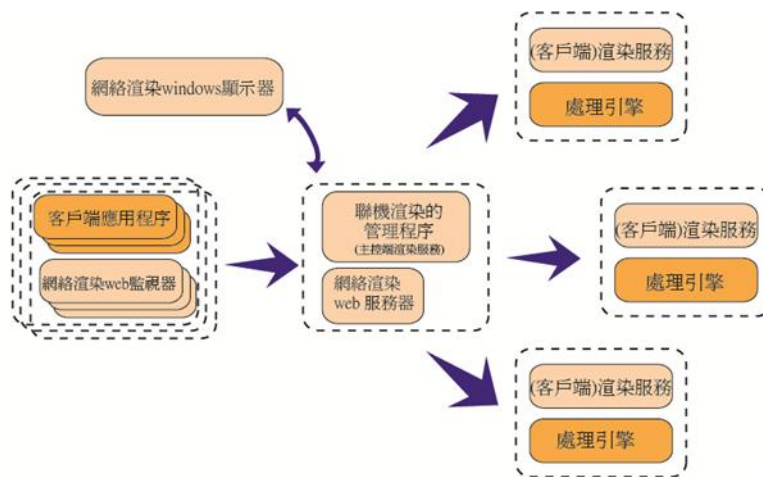 網絡渲染windows顯示器
客戶端應用程序
網絡渲染web監視器
聯機渲染的
管理程序
(主控端渲染服務)
網絡渲染
web 服務器
(客戶端)渲染服務
處理引擎
(客戶端)渲染服務
處理引擎
(客戶端)渲染服務
處理引擎